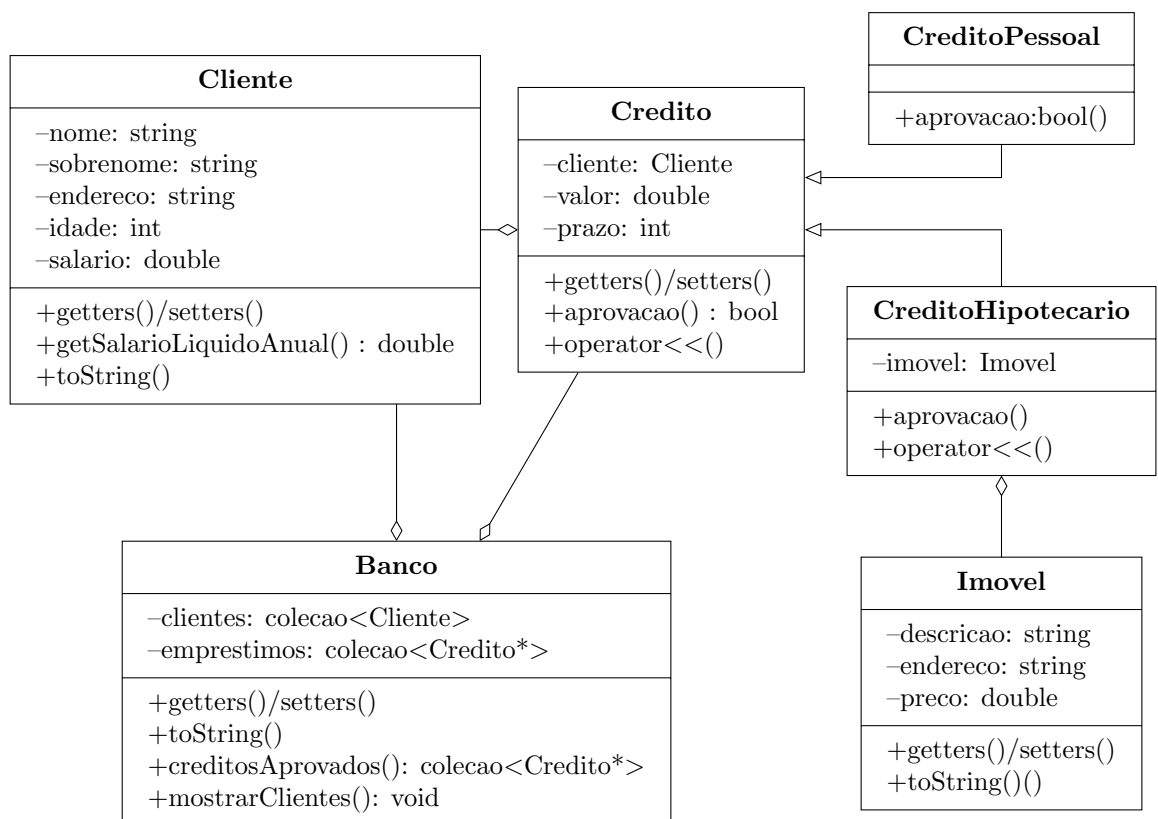 Cliente
–nome: string
–sobrenome: string
–endereco: string
–idade: int
–salario: double
+getters()/setters()
+getSalarioLiquidoAnual() : double
+toString()
Credito
–cliente: Cliente
–valor: double
–prazo: int
+getters()/setters()
+aprovacao() : bool
+operator<<()
CreditoPessoal
+aprovacao:bool()
CreditoHipotecario
–imovel: Imovel
+aprovacao()
+operator<<()
Banco
–clientes: colecao<Cliente>
–emprestimos: colecao<Credito*>
+getters()/setters()
+toString()
+creditosAprovados(): colecao<Credito*>
+mostrarClientes(): void
Imovel
–descricao: string
–endereco: string
–preco: double
+getters()/setters()
+toString()()